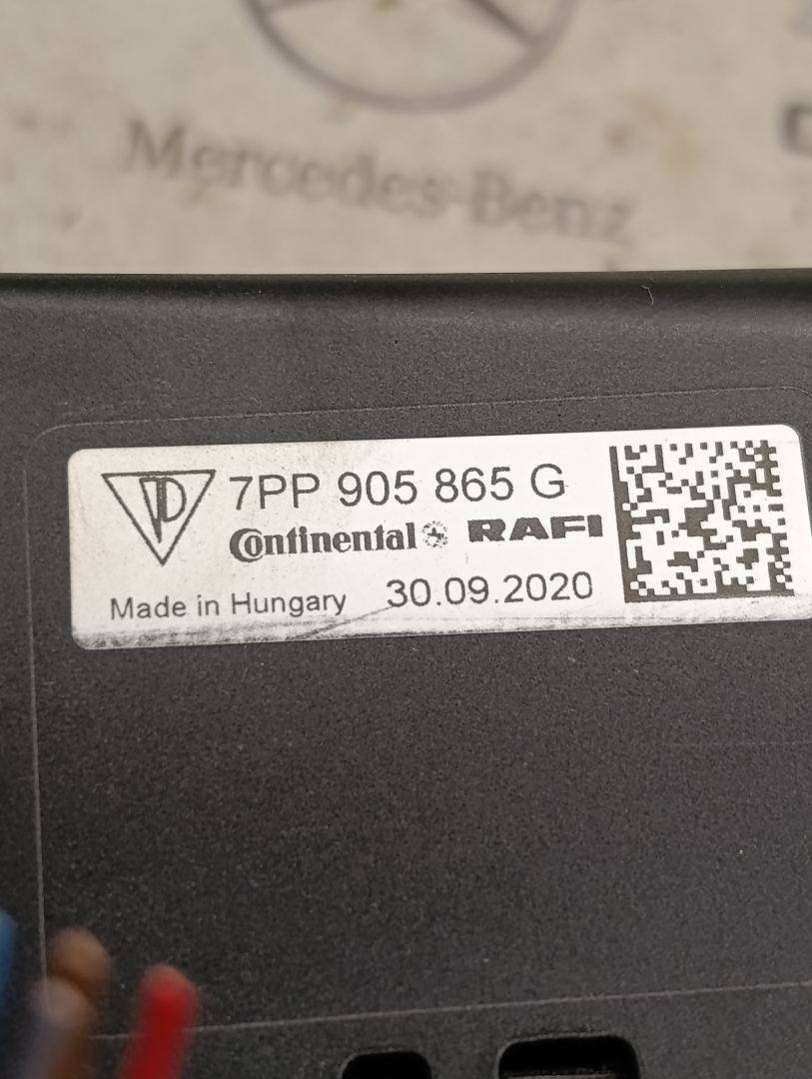 Mercedes-Benz
7PP 905 865 G
Continental RAFI
Made in Hungary 30.09.2020